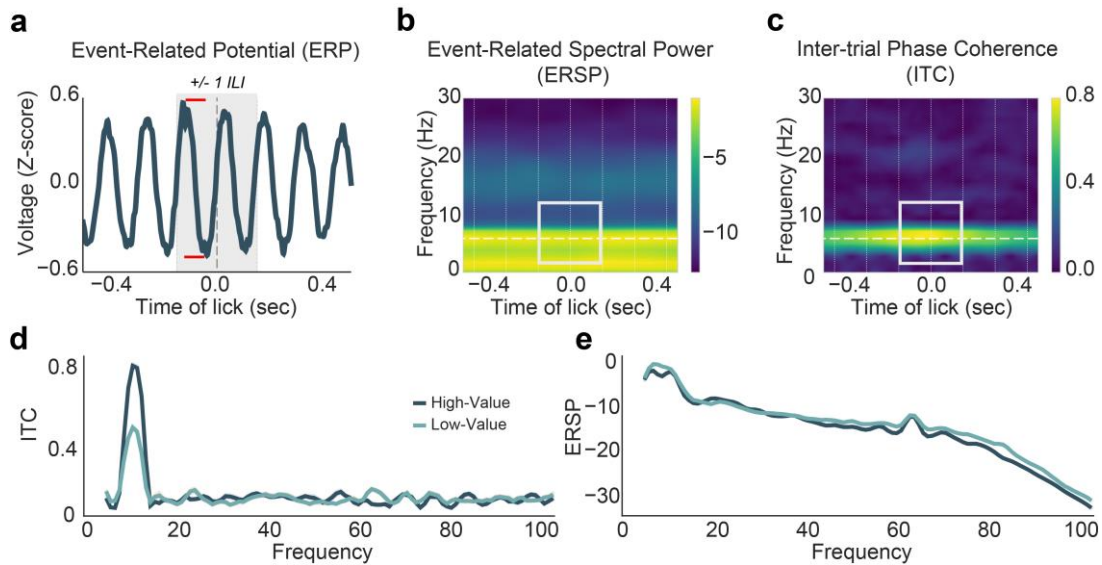 a
Event-Related Potential (ERP)
+/- 1 ILI
0.6
0.0
−0.6
Voltage (Z-score)
−0.4
0.0
0.4
Time of lick (sec)
b
Event-Related Spectral Power
(ERSP)
30
20
10
0
Frequency (Hz)
−0.4
0.0
0.4
Time of lick (sec)
−5
−10
c
Inter-trial Phase Coherence
(ITC)
30
20
10
0
Frequency (Hz)
−0.4
0.0
0.4
Time of lick (sec)
0.8
0.4
0.0
d
0.8
0.4
0
ITC
High-Value
Low-Value
0
20
40
60
80
100
Frequency
e
0
−10
−20
−30
ERSP
0
20
40
60
80
100
Frequency